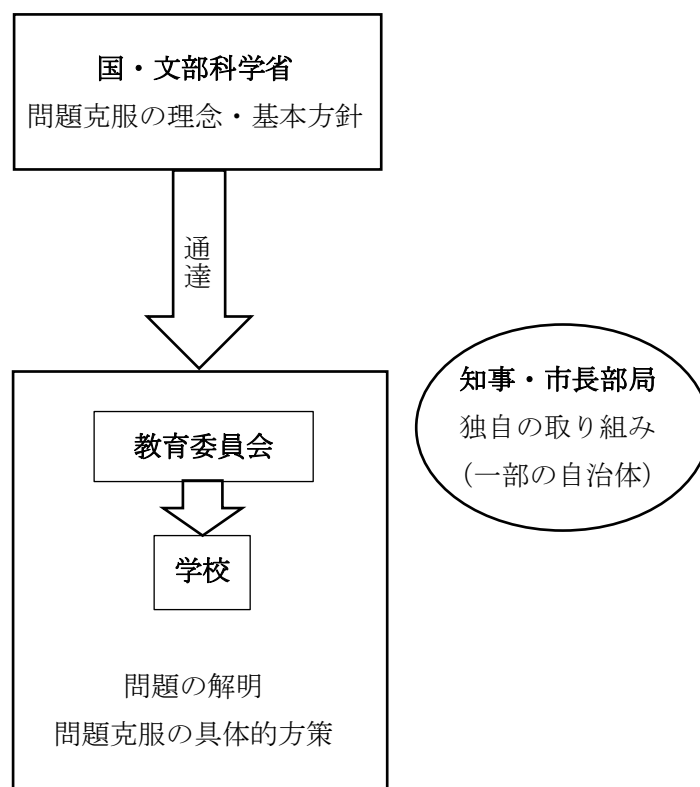 国・文部科学省
問題克服の理念・基本方針
通達
知事・市長部局
独自の取り組み
(一部の自治体)
教育委員会
学校
問題の解明
問題克服の具体的方策